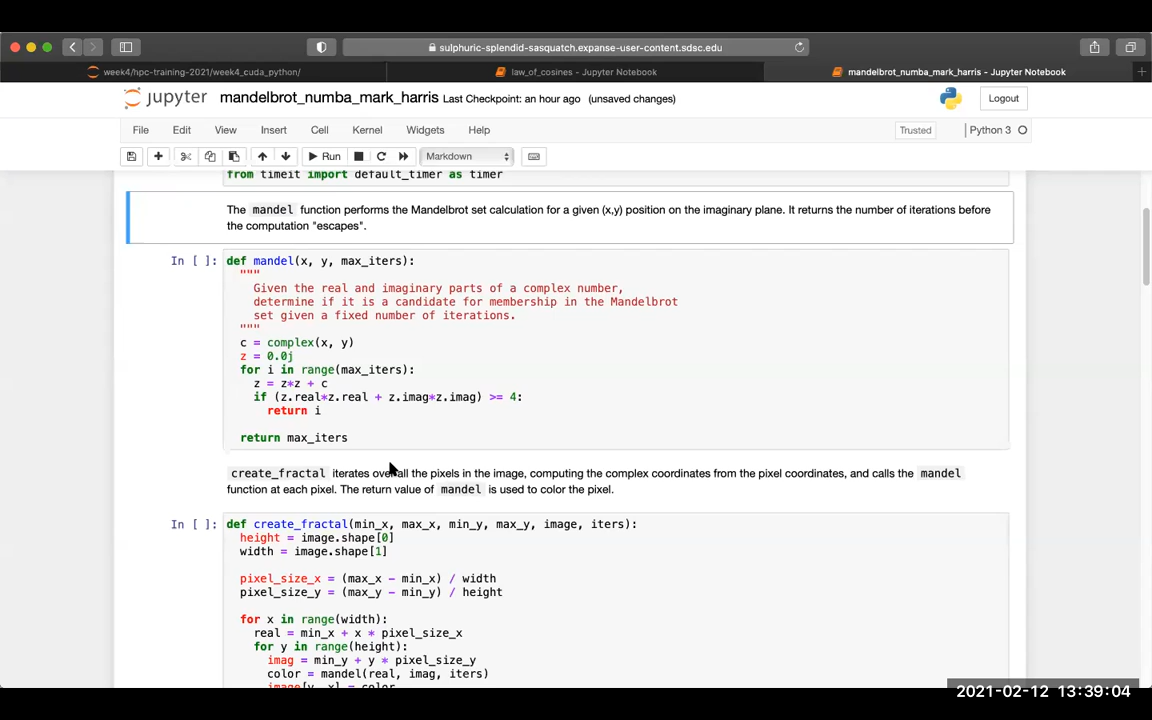 sulphuric-splendid-sasquatch.expanse-user-content.sdsc.edu
week4/hpc-training-2021/week4_cuda_python/
law_of_cosines - Jupyter Notebook
mandelbrot_numba_mark_harris - Jupyter Notebook
jupyter mandelbrot_numba_mark_harris Last Checkpoint: an hour ago (unsaved changes)
Logout
File Edit View Insert Cell Kernel Widgets Help
Trusted Python 3
Run Markdown
from timeit import default_timer as timer
The mandel function performs the Mandelbrot set calculation for a given (x,y) position on the imaginary plane. It returns the number of iterations before
the computation "escapes".
In [ ]: def mandel(x, y, max_iters):
"""
Given the real and imaginary parts of a complex number,
determine if it is a candidate for membership in the Mandelbrot
set given a fixed number of iterations.
"""
c = complex(x, y)
z = 0.0j
for i in range(max_iters):
z = z*z + c
if (z.real*z.real + z.imag*z.imag) >= 4:
return i
return max_iters
create_fractal iterates over all the pixels in the image, computing the complex coordinates from the pixel coordinates, and calls the mandel
function at each pixel. The return value of mandel is used to color the pixel.
In [ ]: def create_fractal(min_x, max_x, min_y, max_y, image, iters):
height = image.shape[0]
width = image.shape[1]
pixel_size_x = (max_x - min_x) / width
pixel_size_y = (max_y - min_y) / height
for x in range(width):
real = min_x + x * pixel_size_x
for y in range(height):
imag = min_y + y * pixel_size_y
color = mandel(real, imag, iters)
image[y, x] = color
2021-02-12 13:39:04